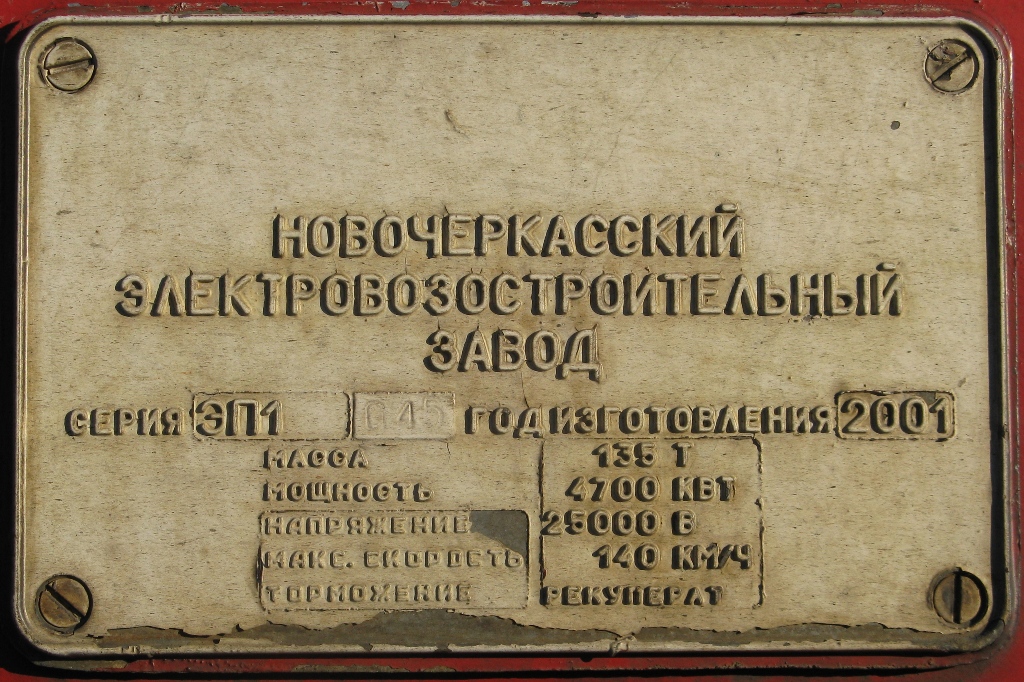 НОВОЧЕРКАССКИЙ
ЭЛЕКТРОВОЗОСТРОИТЕЛЬНЫЙ
ЗАВОД
СЕРИЯ ЭП1 045 ГОД ИЗГОТОВЛЕНИЯ 2001
МАССА 135 Т
МОЩНОСТЬ 4700 КВТ
НАПРЯЖЕНИЕ 25000 В
МАКС. СКОРОСТЬ 140 КМ/Ч
ТОРМОЖЕНИЕ РЕКУПЕРАТ